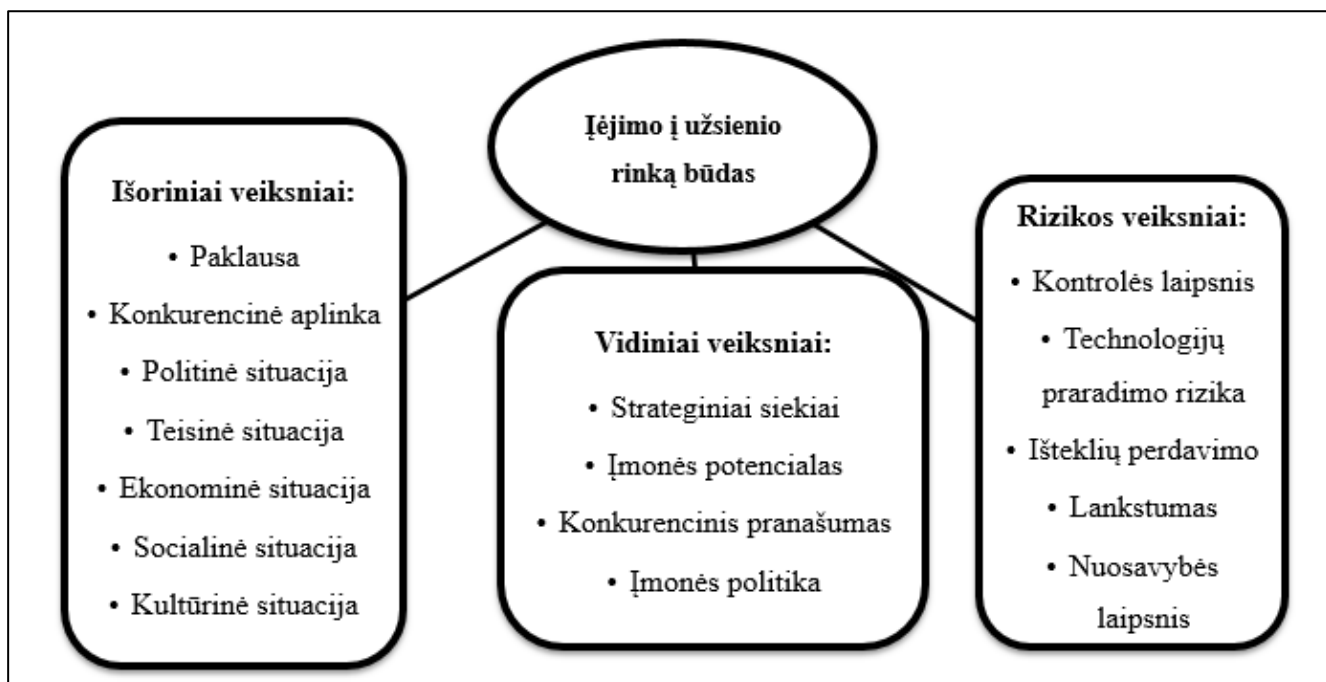 Įėjimo į užsienio
rinką būdas
Išoriniai veiksniai:
• Paklausa
• Konkurencinė aplinka
• Politinė situacija
• Teisinė situacija
• Ekonominė situacija
• Socialinė situacija
• Kultūrinė situacija
Vidiniai veiksniai:
• Strateginiai siekiai
• Įmonės potencialas
• Konkurencinis pranašumas
• Įmonės politika
Rizikos veiksniai:
• Kontrolės laipsnis
• Technologijų
praradimo rizika
• Išteklių perdavimo
• Lankstumas
• Nuosavybės
laipsnis